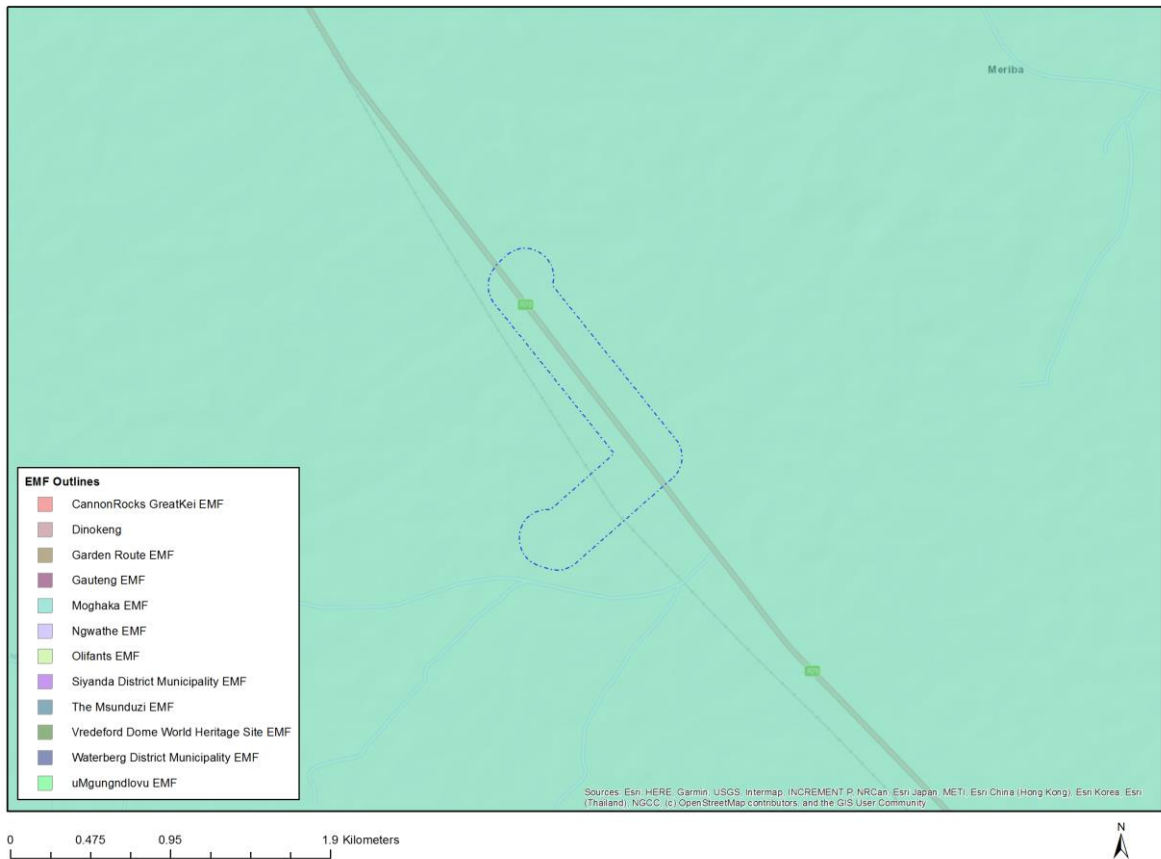 Meriba
EMF Outlines
CannonRocks GreatKei EMF
Dinokeng
Garden Route EMF
Gauteng EMF
Moghaka EMF
Ngwathe EMF
Olifants EMF
Siyanda District Municipality EMF
The Msunduzi EMF
Vredeford Dome World Heritage Site EMF
Waterberg District Municipality EMF
uMgungndlovu EMF
Sources: Esri, HERE, Garmin, USGS, Intermap, INCREMENT P, NRCan, Esri Japan, METI, Esri China (Hong Kong), Esri Korea, Esri
(Thailand), NGCC, (c) OpenStreetMap contributors, and the GIS User Community
0 0.475 0.95 1.9 Kilometers
N